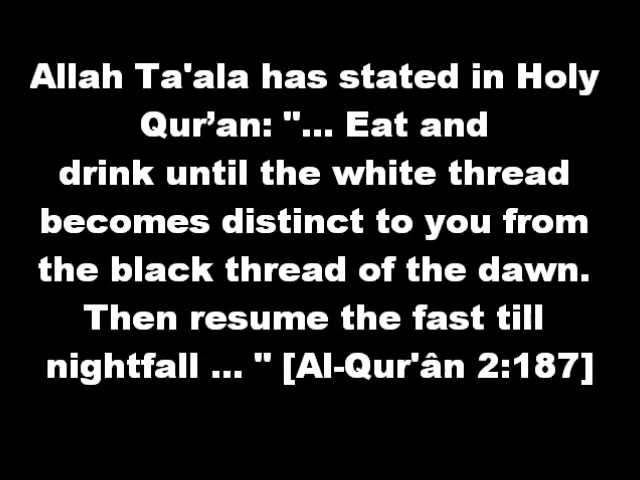 Allah Ta'ala has stated in Holy
Qur’an: "... Eat and
drink until the white thread
becomes distinct to you from
the black thread of the dawn.
Then resume the fast till
nightfall ... " [Al-Qur'ân 2:187]